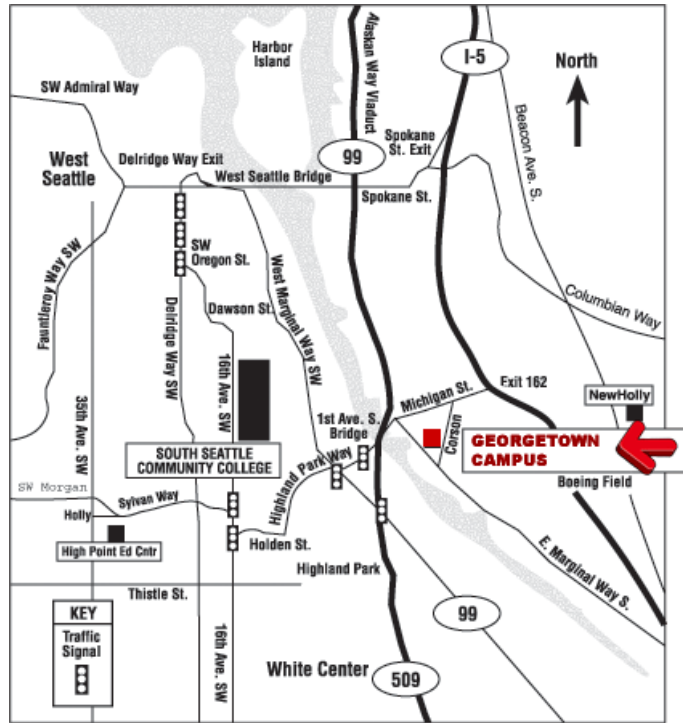 Harbor
Island
Alaskan Way Viaduct
I-5
North
SW Admiral Way
Beacon Ave. S.
Spokane
St. Exit
99
West
Seattle
Delridge Way Exit
West Seattle Bridge
Spokane St.
SW
Oregon St.
Fauntleroy Way SW
West Marginal Way SW
Columbian Way
Dawson St.
Delridge Way SW
16th Ave. SW
Exit 162
Michigan St.
NewHolly
35th Ave. SW
1st Ave. S.
Bridge
Corson
GEORGETOWN
CAMPUS
SOUTH SEATTLE
COMMUNITY COLLEGE
Highland Park Way
Boeing Field
SW Morgan
Sylvan Way
Holly
High Point Ed Cntr
Holden St.
E. Marginal Way S.
Highland Park
Thistle St.
KEY
Traffic
Signal
16th Ave. SW
99
White Center
509